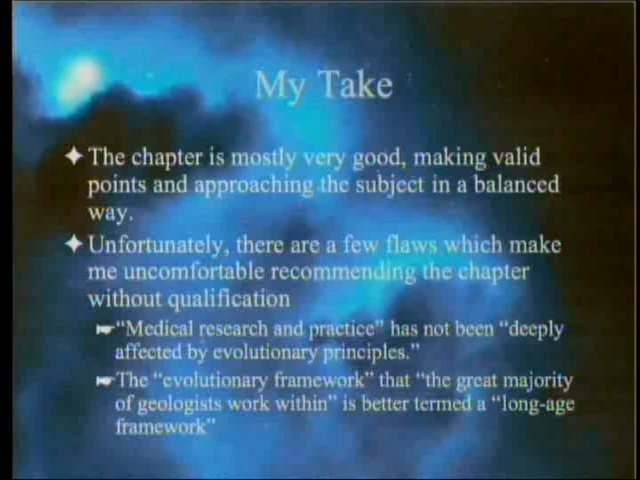 My Take
The chapter is mostly very good, making valid
points and approaching the subject in a balanced
way.
Unfortunately, there are a few flaws which make
me uncomfortable recommending the chapter
without qualification
“Medical research and practice” has not been “deeply
affected by evolutionary principles.”
The “evolutionary framework” that “the great majority
of geologists work within” is better termed a “long-age
framework”